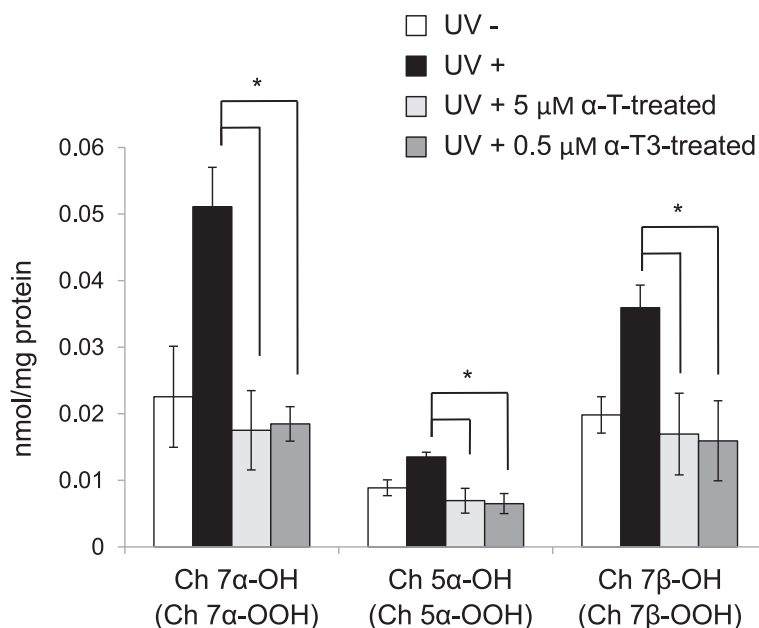 UV -
UV +
UV + 5 μM α-T-treated
UV + 0.5 μM α-T3-treated
*
*
*
nmol/mg protein
0.06
0.05
0.04
0.03
0.02
0.01
0
Ch 7α-OH
(Ch 7α-OOH)
Ch 5α-OH
(Ch 5α-OOH)
Ch 7β-OH
(Ch 7β-OOH)